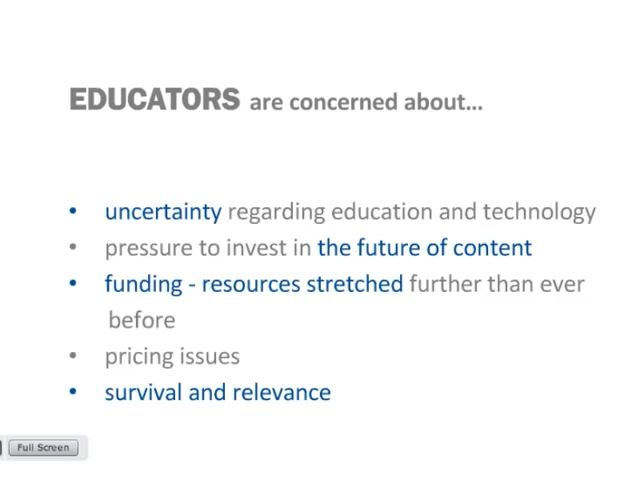 EDUCATORS are concerned about…
• uncertainty regarding education and technology
• pressure to invest in the future of content
• funding - resources stretched further than ever
before
• pricing issues
• survival and relevance
Full Screen